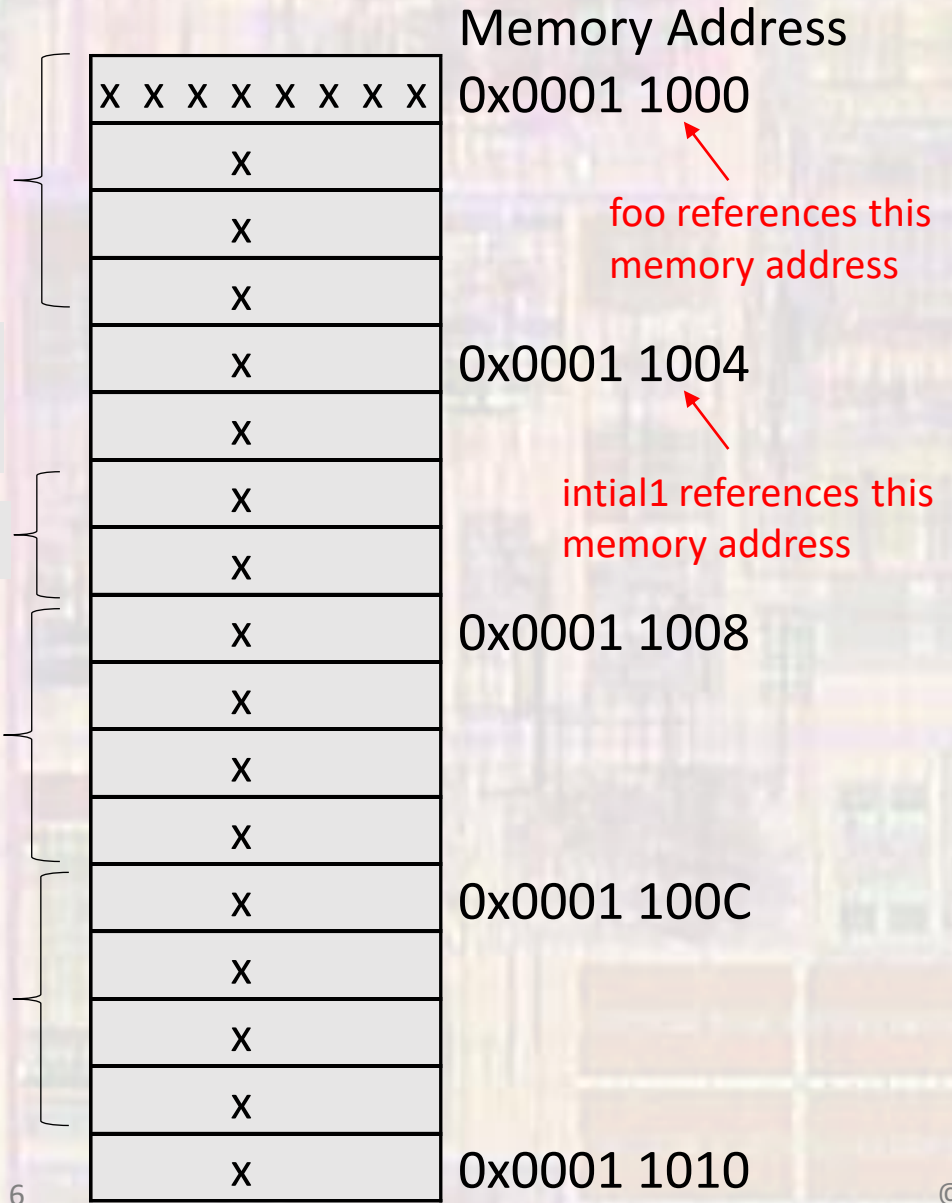 Memory Address
x x x x x x x x 0x0001 1000
x
foo references this
x
memory address
x
x 0x0001 1004
x
x
intial1 references this
x
memory address
x 0x0001 1008
x
x
x
x 0x0001 100C
x
x
x
x 0x0001 1010
6
©